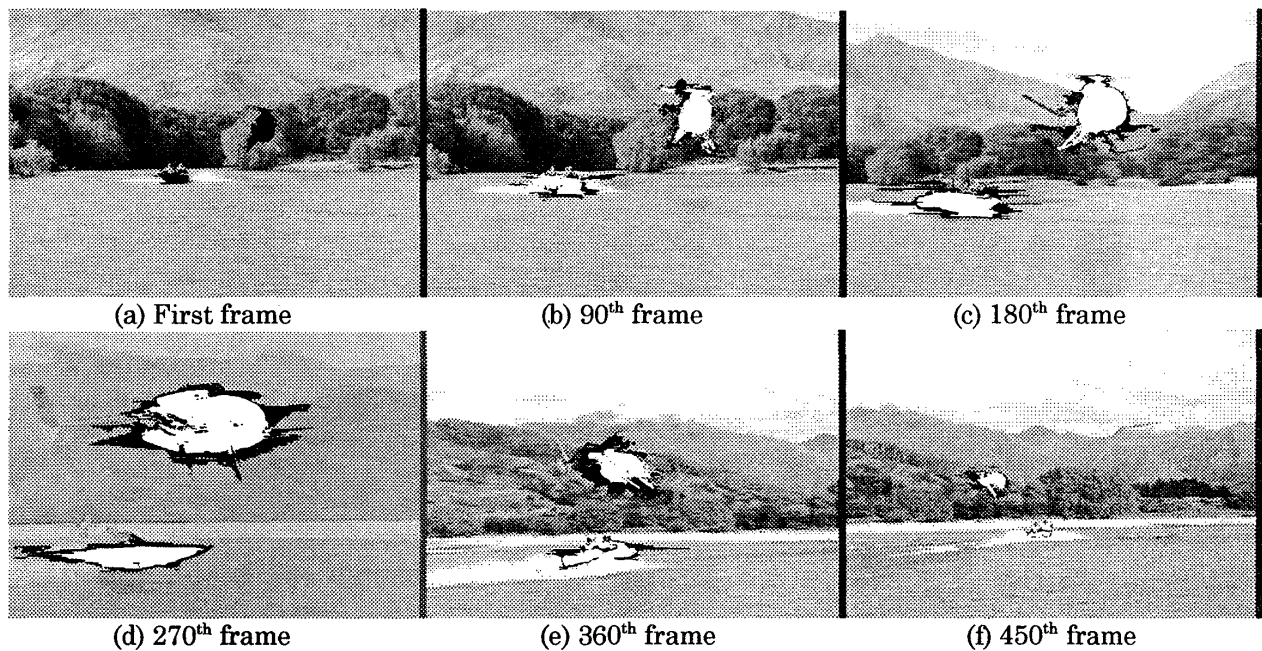 (a) First frame
(b) 90th frame
(c) 180th frame
(d) 270th frame
(e) 360th frame
(f) 450th frame